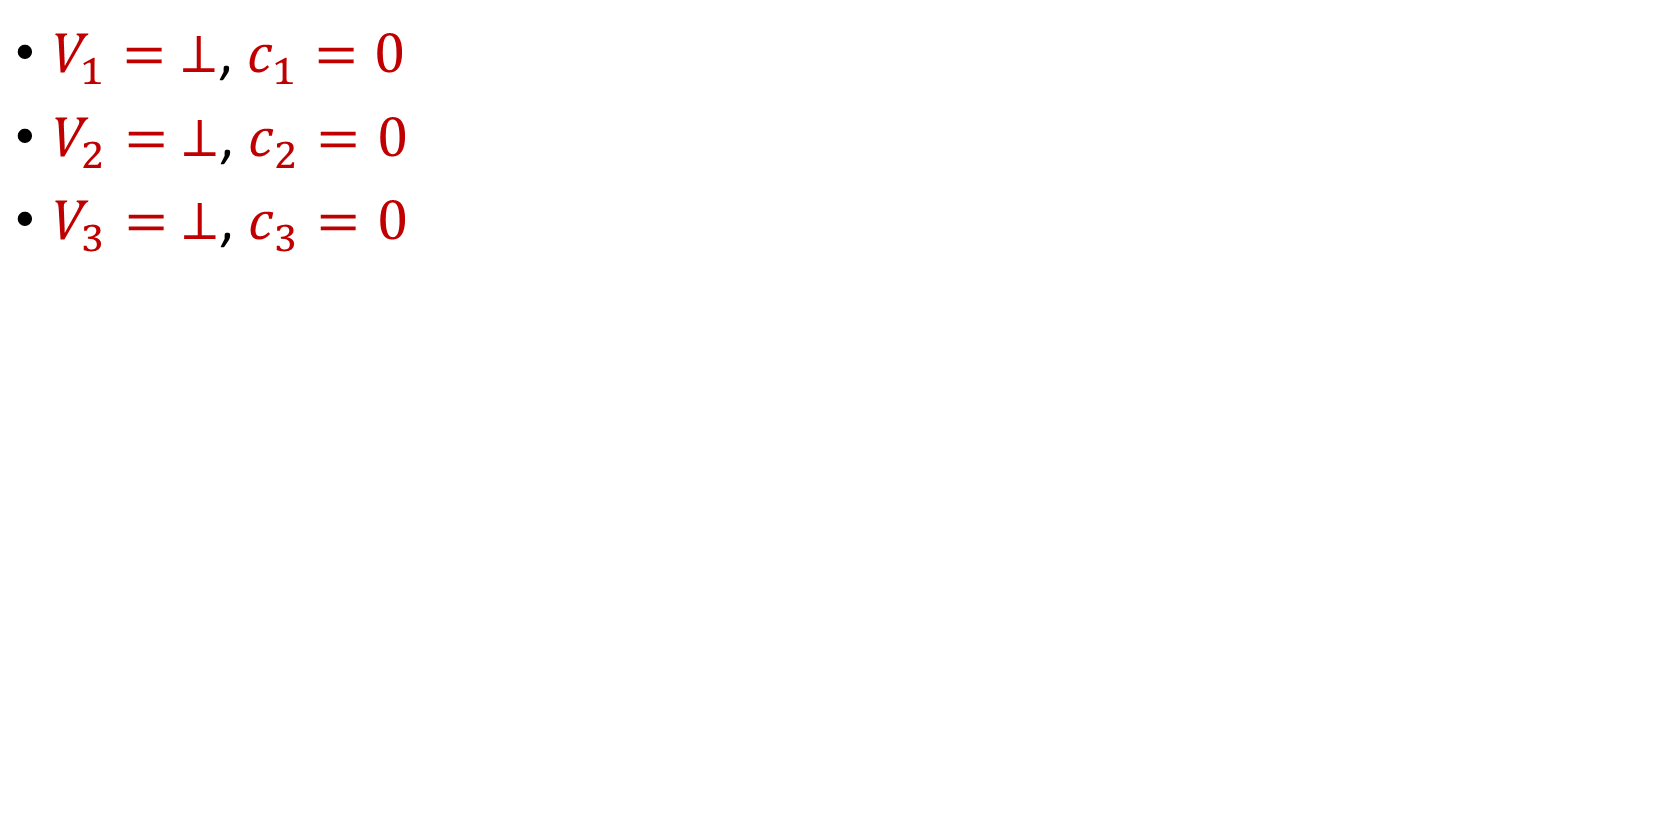 • V₁ = ⊥, c₁ = 0
• V₂ = ⊥, c₂ = 0
• V₃ = ⊥, c₃ = 0